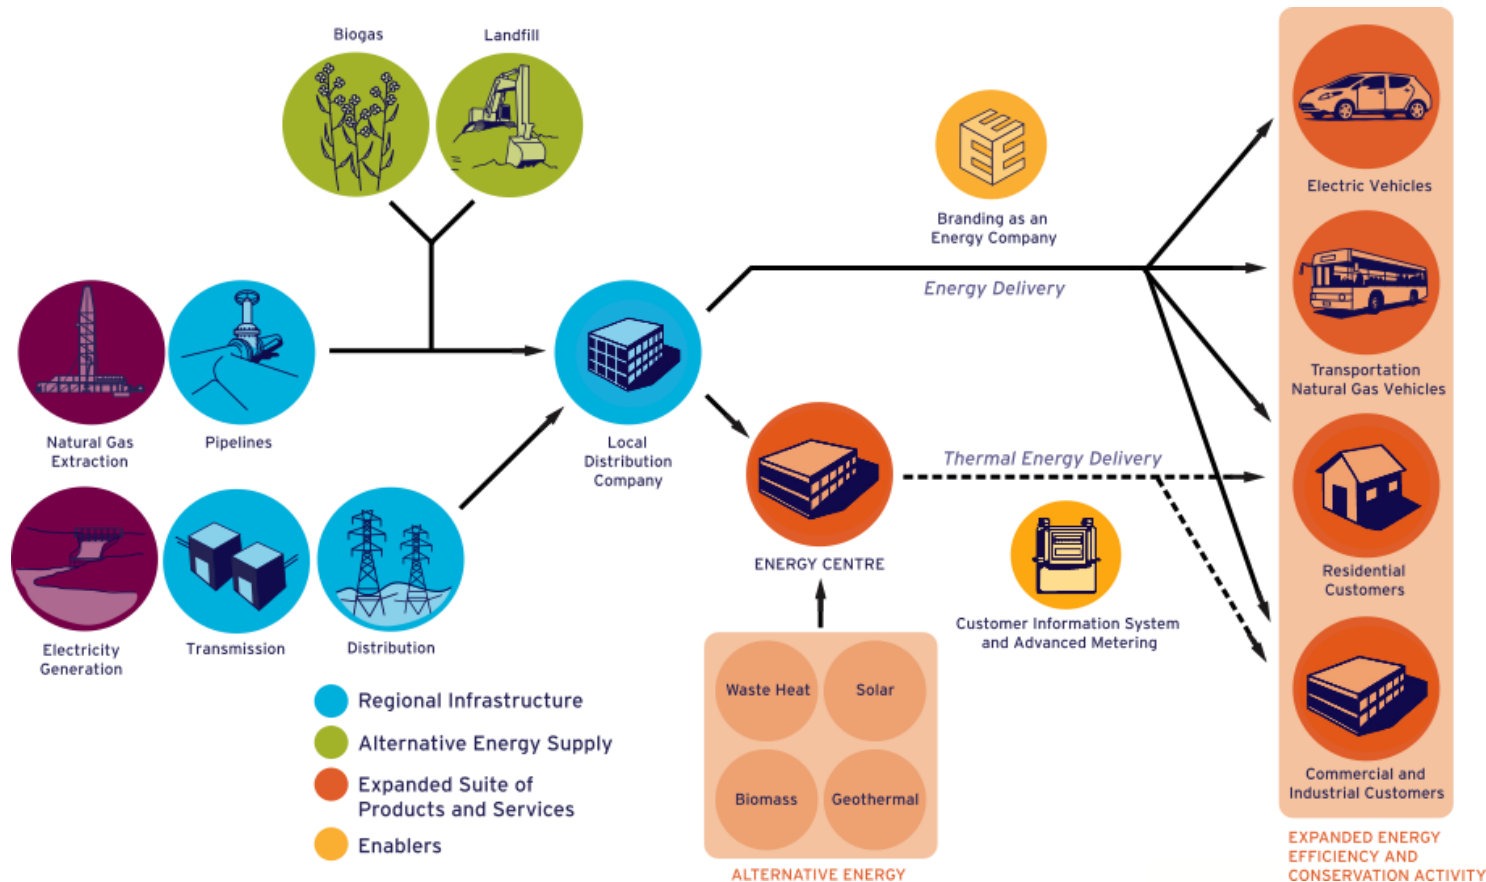 Biogas
Landfill
Branding as an
Energy Company
Energy Delivery
Electric Vehicles
Transportation
Natural Gas Vehicles
Natural Gas
Extraction
Pipelines
Local
Distribution
Company
Thermal Energy Delivery
ENERGY CENTRE
Customer Information System
and Advanced Metering
Residential
Customers
Electricity
Generation
Transmission
Distribution
Regional Infrastructure
Alternative Energy Supply
Expanded Suite of
Products and Services
Enablers
Waste Heat
Solar
Biomass
Geothermal
ALTERNATIVE ENERGY
Commercial and
Industrial Customers
EXPANDED ENERGY
EFFICIENCY AND
CONSERVATION ACTIVITY
EEE